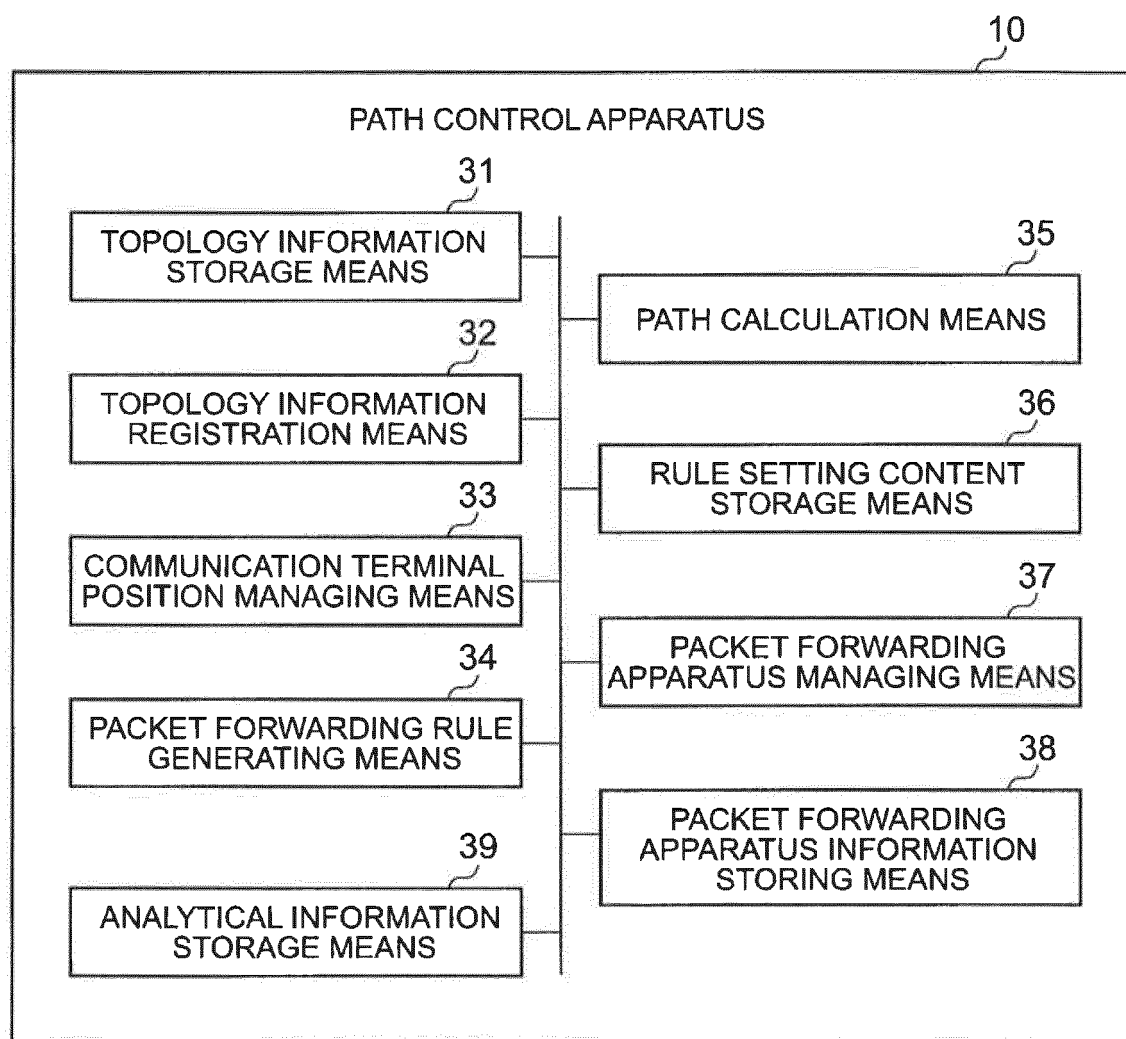 10
PATH CONTROL APPARATUS
31
TOPOLOGY INFORMATION
STORAGE MEANS
32
TOPOLOGY INFORMATION
REGISTRATION MEANS
33
COMMUNICATION TERMINAL
POSITION MANAGING MEANS
34
PACKET FORWARDING RULE
GENERATING MEANS
39
ANALYTICAL INFORMATION
STORAGE MEANS
35
PATH CALCULATION MEANS
36
RULE SETTING CONTENT
STORAGE MEANS
37
PACKET FORWARDING
APPARATUS MANAGING MEANS
38
PACKET FORWARDING
APPARATUS INFORMATION
STORING MEANS